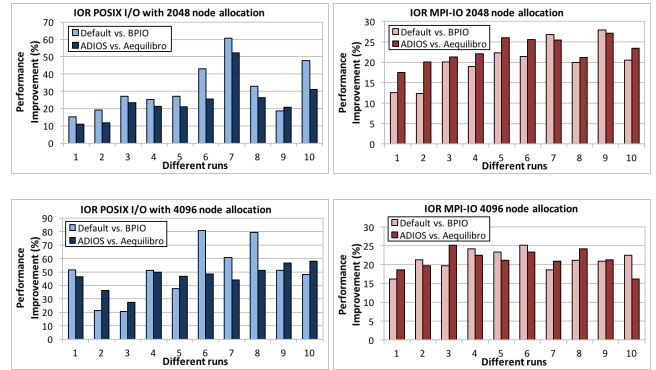 IOR POSIX I/O with 2048 node allocation
Performance
Improvement (%)
70
60
50
40
30
20
10
0
Default vs. BPIO
ADIOS vs. Aequilibro
1 2 3 4 5 6 7 8 9 10
Different runs
IOR MPI-IO 2048 node allocation
Performance
Improvement (%)
30
25
20
15
10
5
0
Default vs. BPIO
ADIOS vs. Aequilibro
1 2 3 4 5 6 7 8 9 10
Different runs
IOR POSIX I/O with 4096 node allocation
Performance
Improvement (%)
90
80
70
60
50
40
30
20
10
0
Default vs. BPIO
ADIOS vs. Aequilibro
1 2 3 4 5 6 7 8 9 10
Different runs
IOR MPI-IO 4096 node allocation
Performance
Improvement (%)
30
25
20
15
10
5
0
Default vs. BPIO
ADIOS vs. Aequilibro
1 2 3 4 5 6 7 8 9 10
Different runs